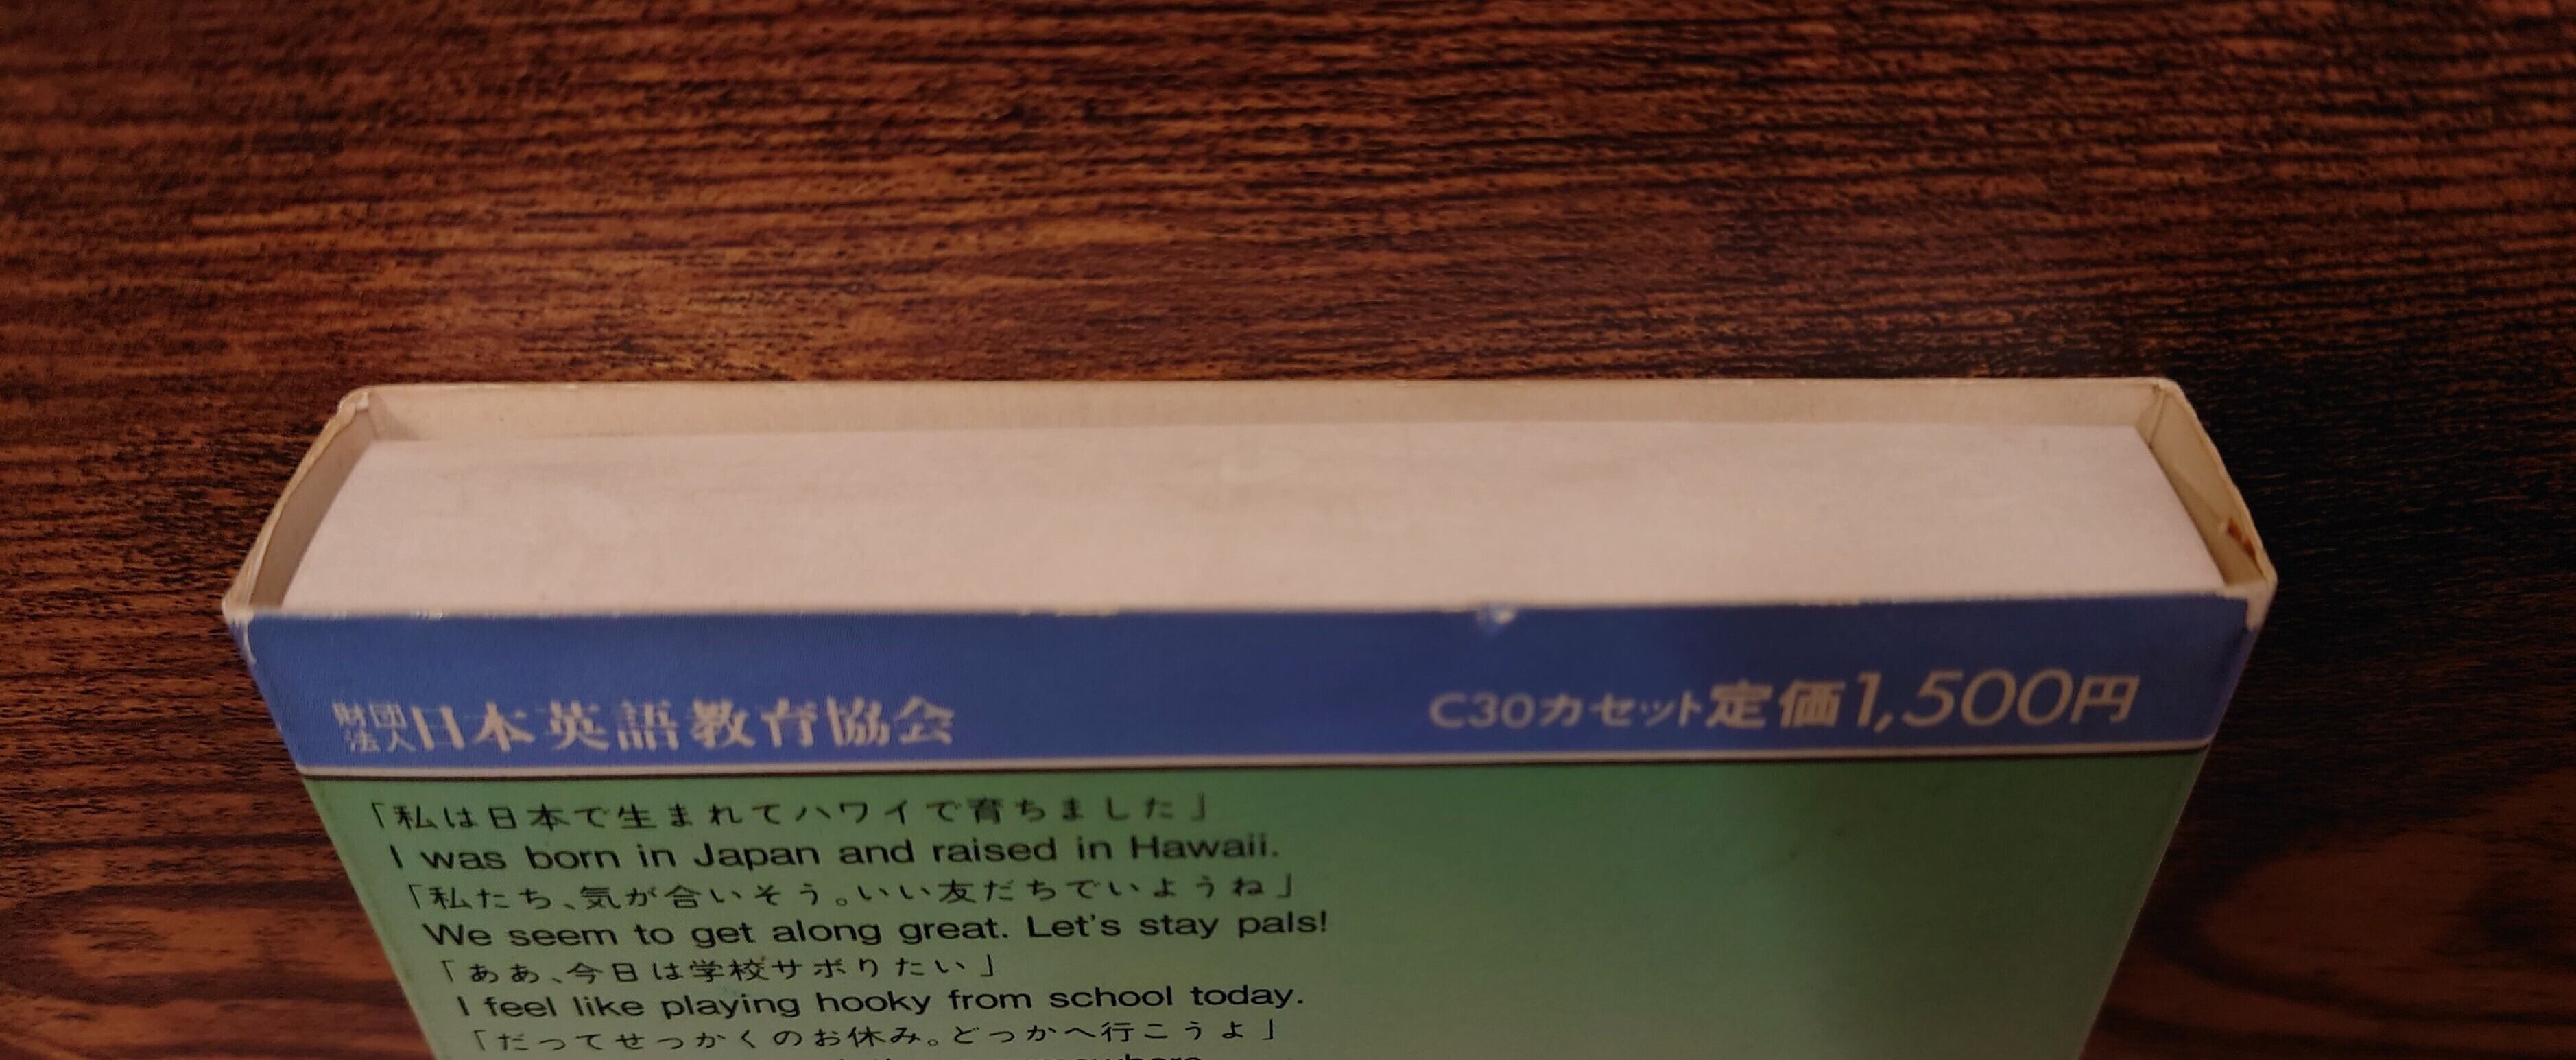 財団法人日本英語教育協会
C30カセット定価1,500円
「私は日本で生まれてハワイで育ちました」
I was born in Japan and raised in Hawaii.
「私たち、気が合いそう。いい友だちでいようね」
We seem to get along great. Let's stay pals!
「ああ、今日は学校サボりたい」
I feel like playing hooky from school today.
「だってせっかくのお休み。どっかへ行こうよ」